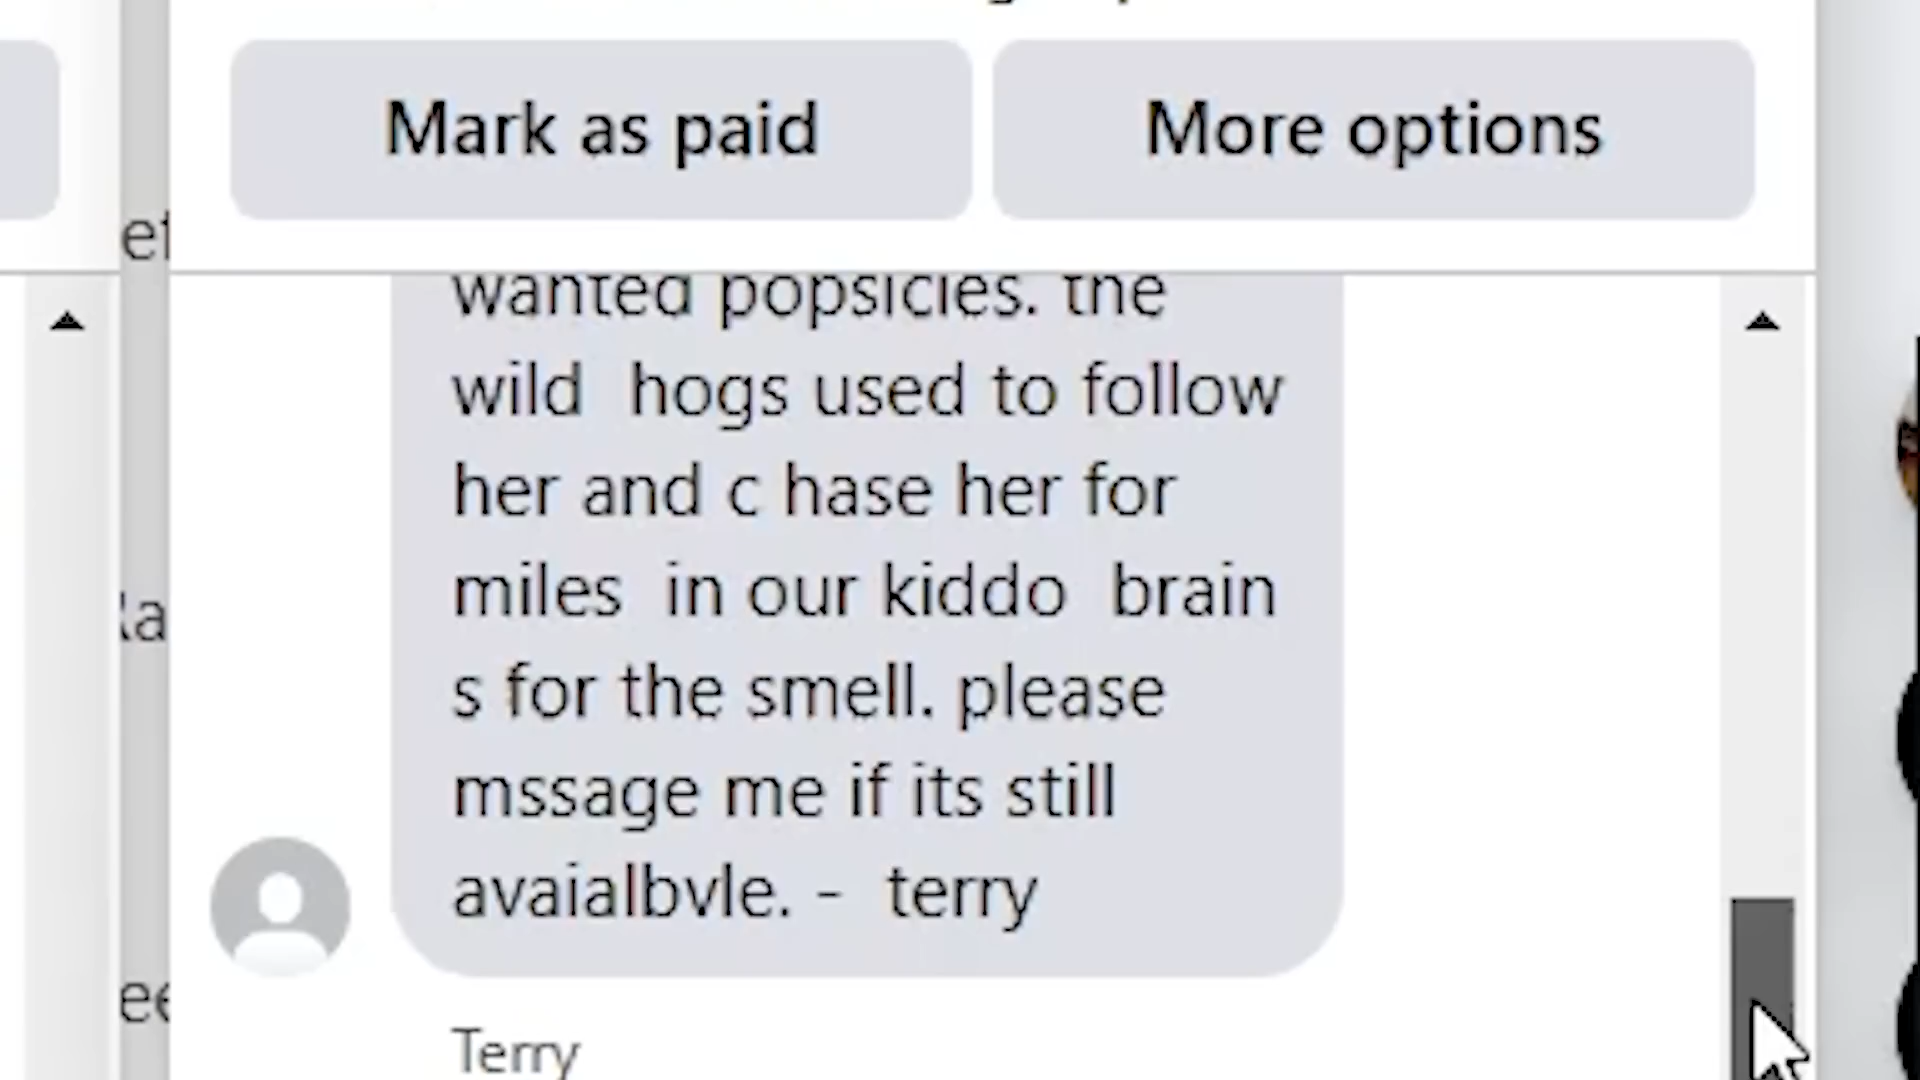 Mark as paid
More options
wanted popsicles. the
wild  hogs used to follow
her and c hase her for
miles  in our kiddo  brain
s for the smell. please
mssage me if its still
avaialbvle. -  terry
Terry